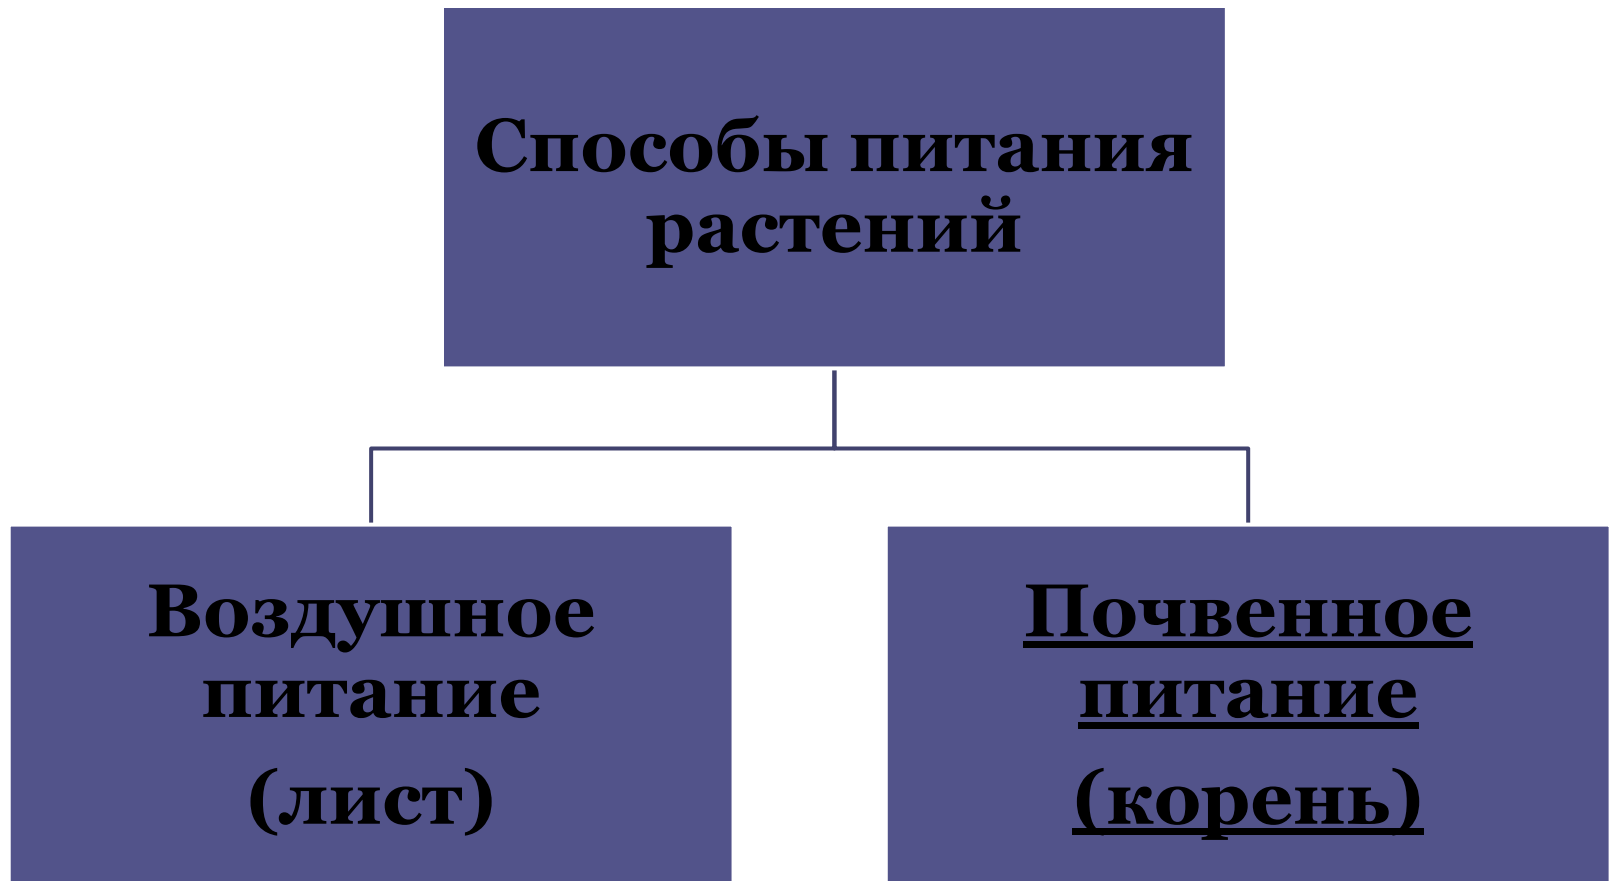 Способы питания
растений
Воздушное
питание
(лист)
Почвенное
питание
(корень)